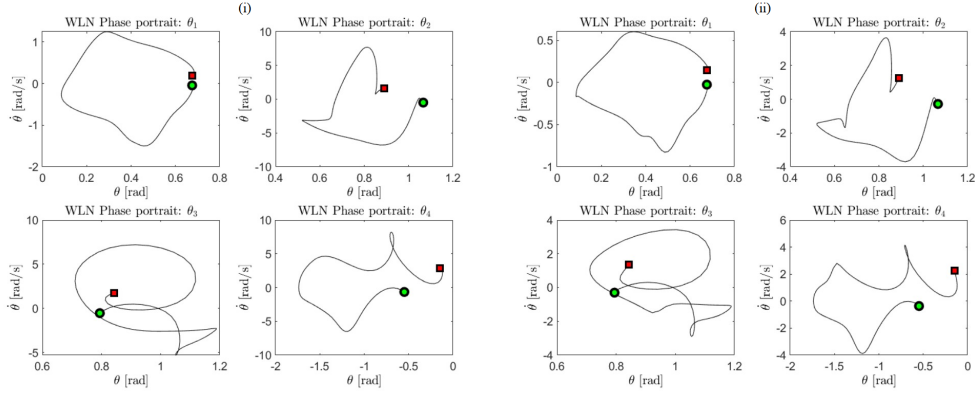 (i)
WLN Phase portrait: θ₁
1
0
-1
-2
θ̇ [rad/s]
0 0.2 0.4 0.6 0.8
θ [rad]
WLN Phase portrait: θ₂
10
5
0
-5
-10
θ̇ [rad/s]
0.4 0.6 0.8 1 1.2
θ [rad]
WLN Phase portrait: θ₃
10
5
0
-5
θ̇ [rad/s]
0.6 0.8 1 1.2
θ [rad]
WLN Phase portrait: θ₄
10
5
0
-5
-10
θ̇ [rad/s]
-2 -1.5 -1 -0.5 0
θ [rad]
(ii)
WLN Phase portrait: θ₁
0.5
0
-0.5
-1
θ̇ [rad/s]
0 0.2 0.4 0.6 0.8
θ [rad]
WLN Phase portrait: θ₂
4
2
0
-2
-4
θ̇ [rad/s]
0.4 0.6 0.8 1 1.2
θ [rad]
WLN Phase portrait: θ₃
4
2
0
-2
-4
θ̇ [rad/s]
0.6 0.8 1 1.2
θ [rad]
WLN Phase portrait: θ₄
6
4
2
0
-2
-4
θ̇ [rad/s]
-2 -1.5 -1 -0.5 0
θ [rad]